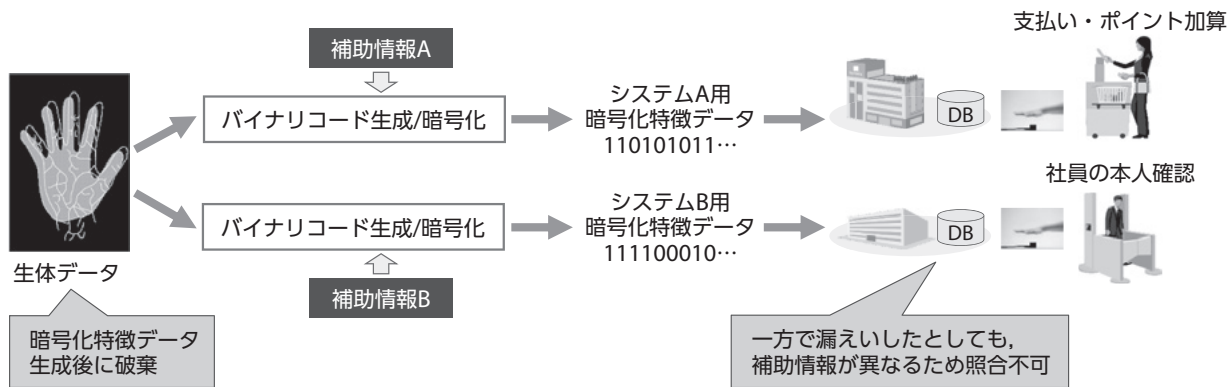 支払い・ポイント加算
補助情報A
バイナリコード生成/暗号化
システムA用
暗号化特徴データ
110101011…
DB
社員の本人確認
システムB用
暗号化特徴データ
111100010…
バイナリコード生成/暗号化
DB
生体データ
補助情報B
暗号化特徴データ
生成後に破棄
一方で漏えいしたとしても,
補助情報が異なるため照合不可